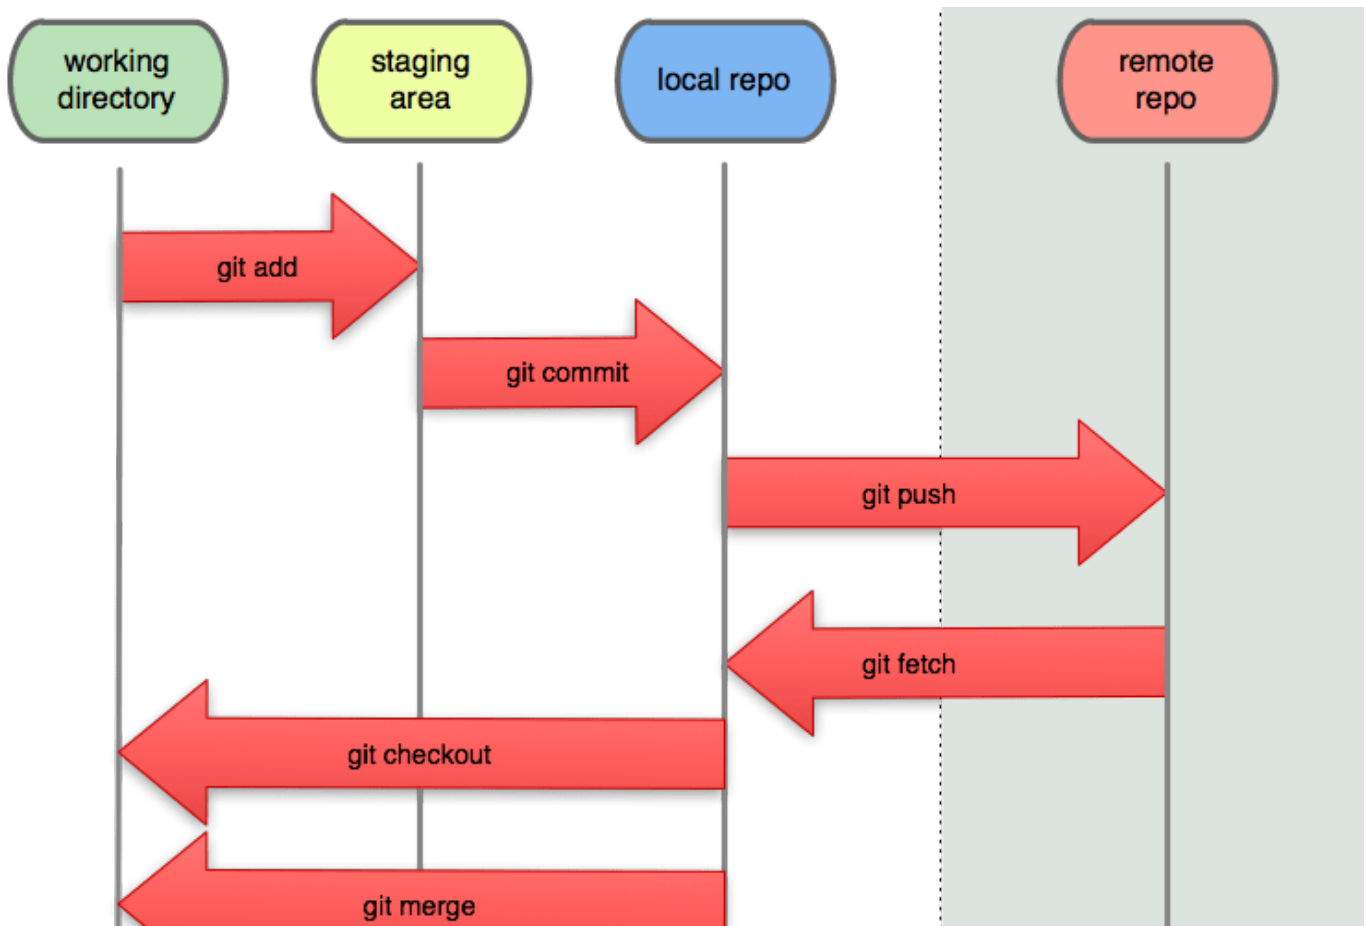 working
directory
staging
area
local repo
remote
repo
git add
git commit
git push
git fetch
git checkout
git merge